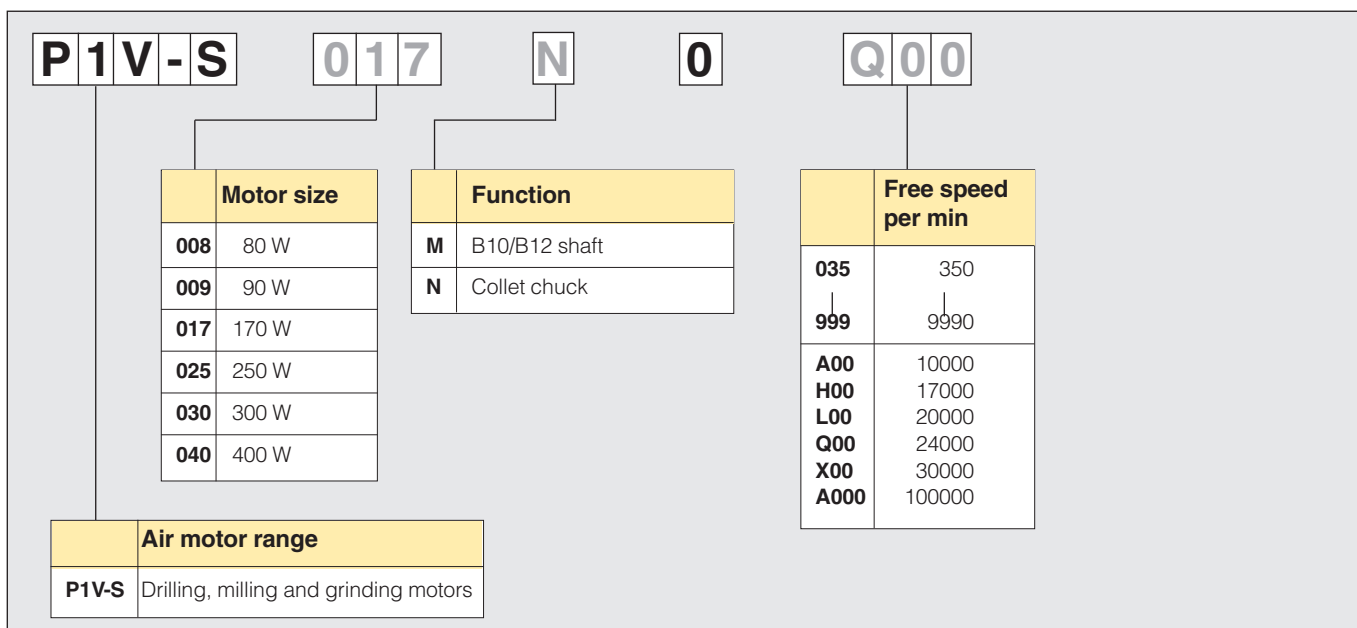 P1V-S 017 N 0 Q00
Motor size
008 80 W
009 90 W
017 170 W
025 250 W
030 300 W
040 400 W
Function
M B10/B12 shaft
N Collet chuck
Free speed
per min
035 350
999 9990
A00 10000
H00 17000
L00 20000
Q00 24000
X00 30000
A000 100000
Air motor range
P1V-S Drilling, milling and grinding motors